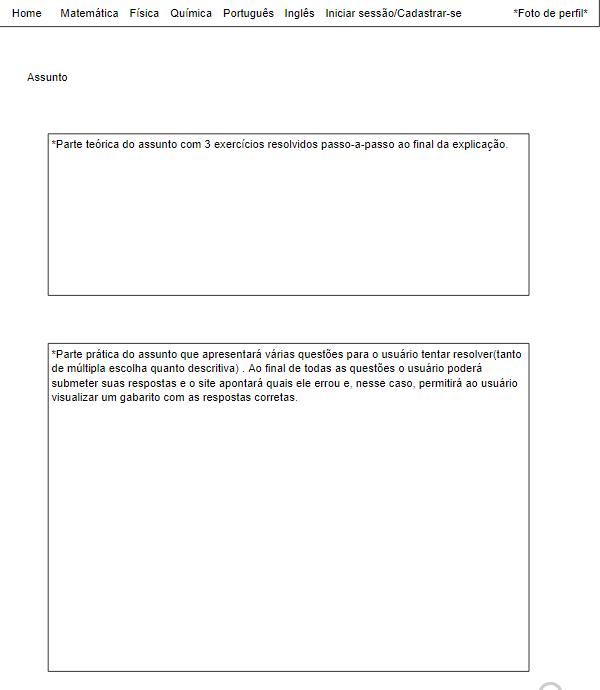 Home Matemática Física Química Português Inglês Iniciar sessão/Cadastrar-se *Foto de perfil*
Assunto
*Parte teórica do assunto com 3 exercícios resolvidos passo-a-passo ao final da explicação.
*Parte prática do assunto que apresentará várias questões para o usuário tentar resolver(tanto
de múltipla escolha quanto descritiva) . Ao final de todas as questões o usuário poderá
submeter suas respostas e o site apontará quais ele errou e, nesse caso, permitirá ao usuário
visualizar um gabarito com as respostas corretas.